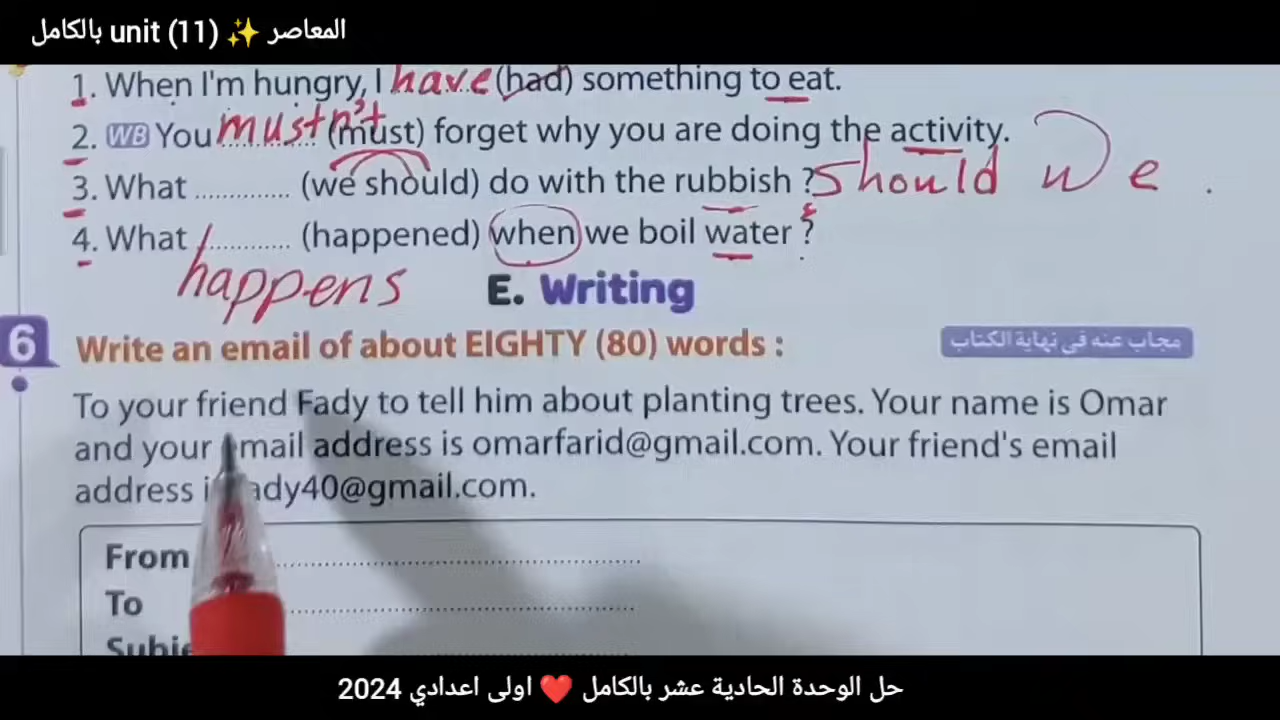 المعاصر ✨ unit (11) بالكامل
1. When I'm hungry, I have (had) something to eat.
2. WB You mustn't (must) forget why you are doing the activity.
3. What ............. (we should) do with the rubbish ? should we .
4. What ............ (happened) when we boil water ?
happens
E. Writing
6 Write an email of about EIGHTY (80) words : مجاب عنه في نهاية الكتاب
To your friend Fady to tell him about planting trees. Your name is Omar
and your email address is omarfarid@gmail.com. Your friend's email
address ady40@gmail.com.
From
To
حل الوحدة الحادية عشر بالكامل ❤️ اولى اعدادي 2024